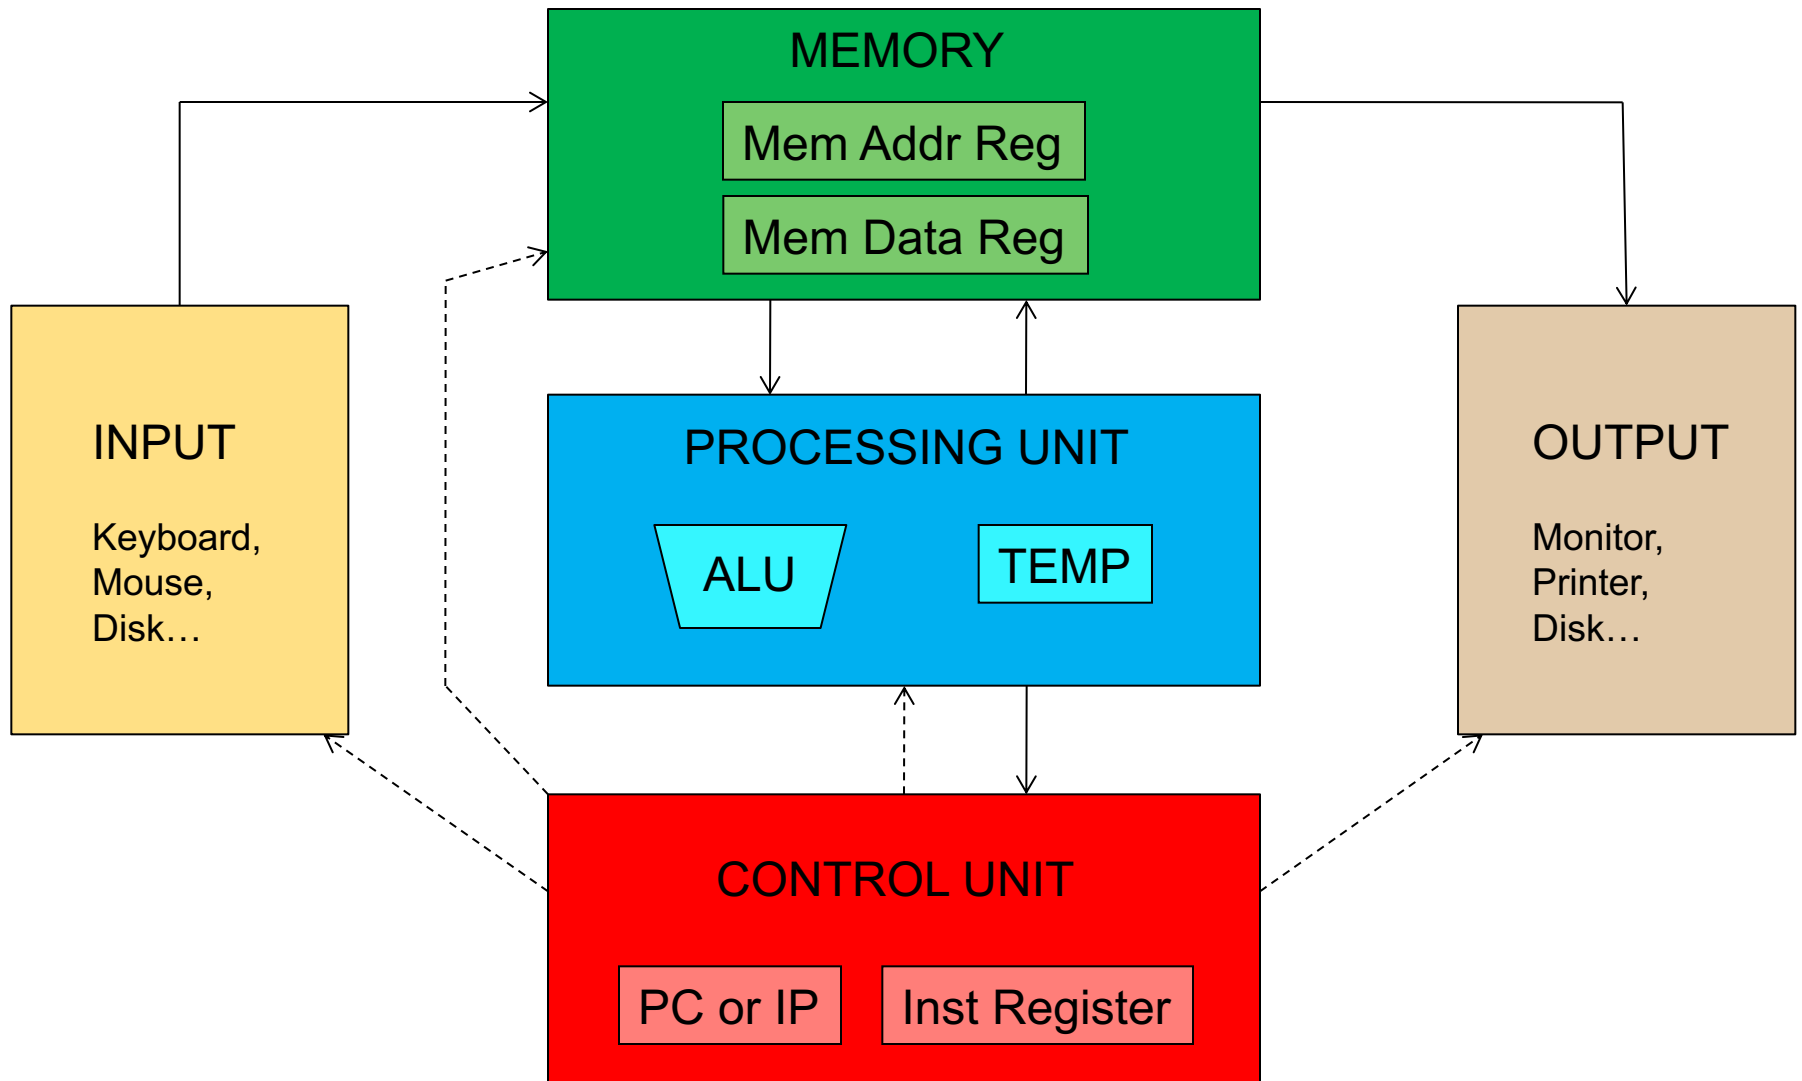 MEMORY
Mem Addr Reg
Mem Data Reg
INPUT
Keyboard,
Mouse,
Disk…
PROCESSING UNIT
ALU
TEMP
OUTPUT
Monitor,
Printer,
Disk…
CONTROL UNIT
PC or IP
Inst Register